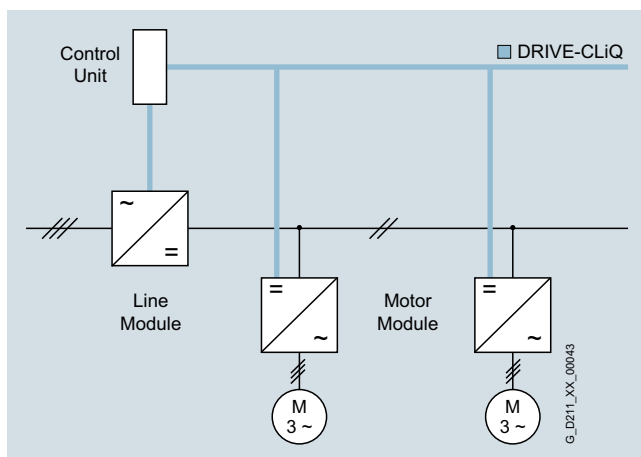 Control
Unit
DRIVE-CLiQ
~
=
Line
Module
=
~
Motor
Module
=
~
M
3 ~
M
3 ~
G_D211_XX_00043